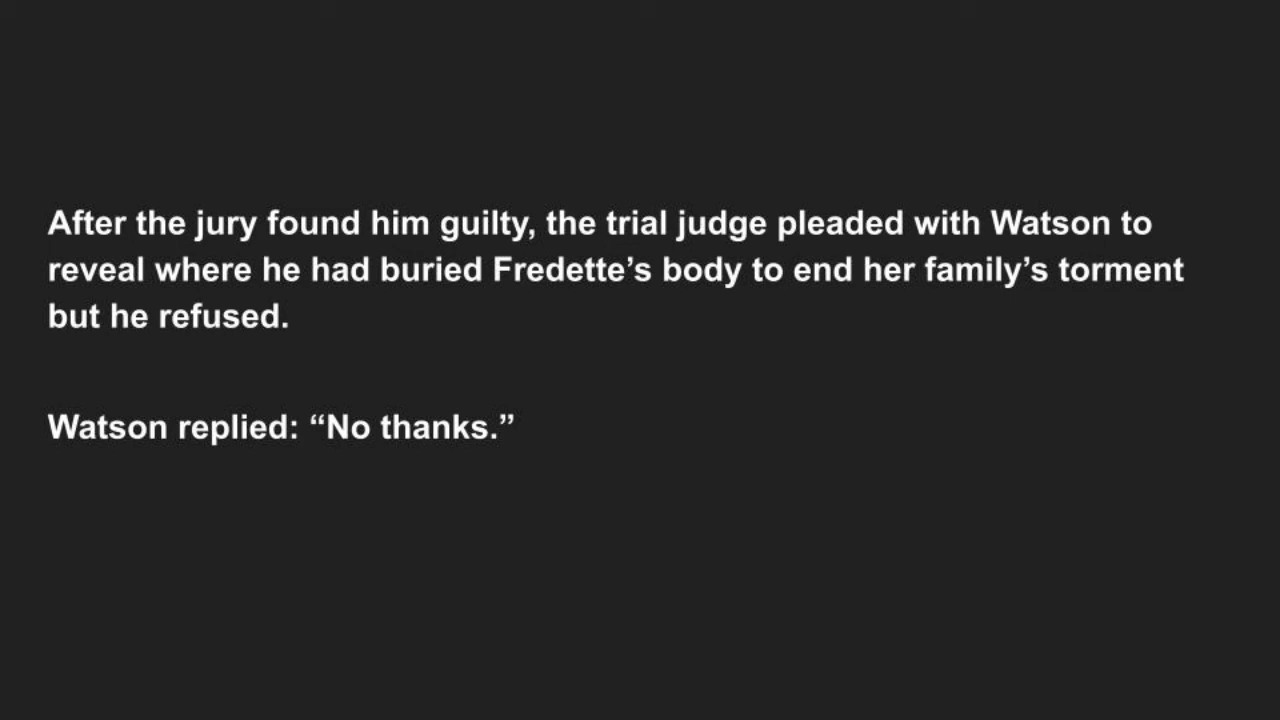 After the jury found him guilty, the trial judge pleaded with Watson to
reveal where he had buried Fredette’s body to end her family’s torment
but he refused.
Watson replied: “No thanks.”